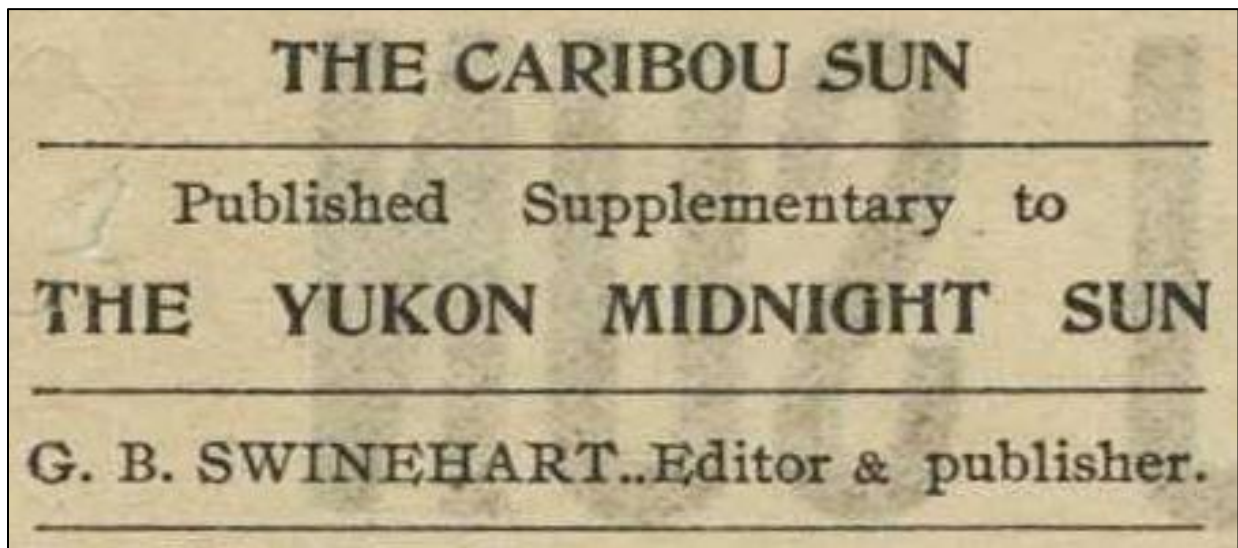 THE CARIBOU SUN
Published Supplementary to
THE YUKON MIDNIGHT SUN
G. B. SWINEHART..Editor & publisher.